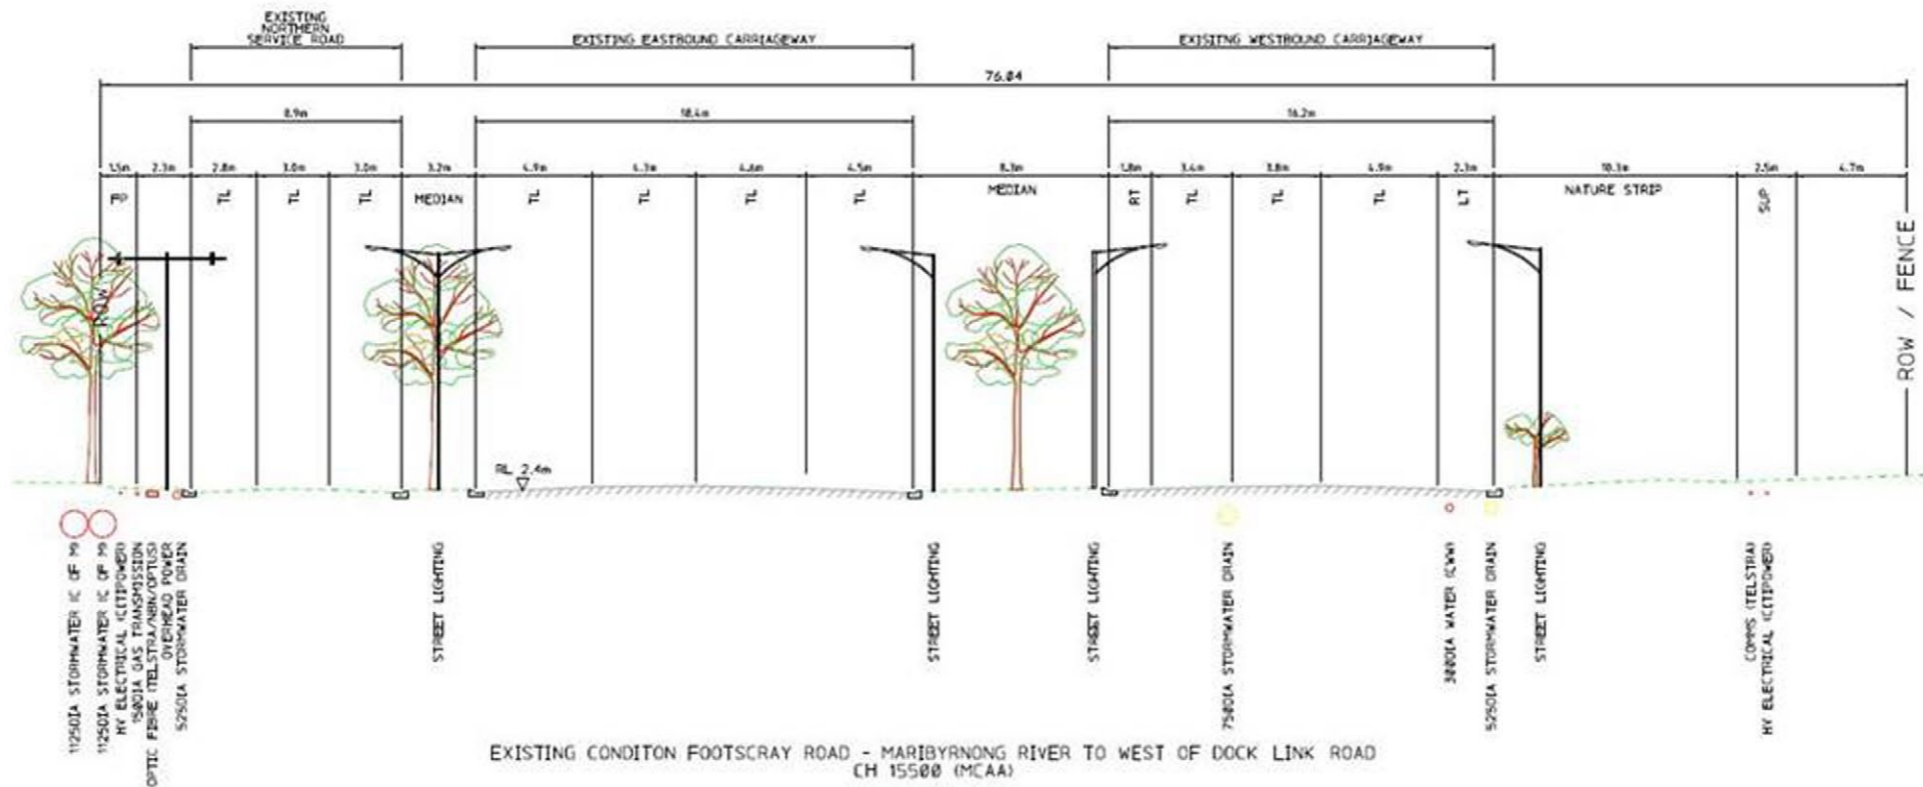 EXISTING
NORTHERN
SERVICE ROAD
EXISTING EASTBOUND CARRIAGEWAY
EXISITNG WESTBOUND CARRIAGEWAY
76.04
8.9m
18.4m
16.2m
1.5m
2.3m
2.8m
3.0m
3.0m
3.2m
4.9m
4.3m
4.6m
4.5m
8.3m
1.8m
3.4m
3.8m
4.9m
2.3m
10.3m
2.5m
4.7m
FP
TL
TL
TL
MEDIAN
TL
TL
TL
TL
MEDIAN
RT
TL
TL
TL
LT
NATURE STRIP
SUP
ROW
ROW / FENCE
RL 2.4m
1125DIA STORMWATER (C OF M)
1125DIA STORMWATER (C OF M)
HV ELECTRICAL (CITIPOWER)
150DIA GAS TRANSMISSION
OPTIC FIBRE (TELSTRA/NBN/OPTUS)
OVERHEAD POWER
525DIA STORMWATER DRAIN
STREET LIGHTING
STREET LIGHTING
STREET LIGHTING
750DIA STORMWATER DRAIN
300DIA WATER (CWW)
525DIA STORMWATER DRAIN
STREET LIGHTING
COMMS (TELSTRA)
HV ELECTRICAL (CITIPOWER)
EXISTING CONDITON FOOTSCRAY ROAD - MARIBYRNONG RIVER TO WEST OF DOCK LINK ROAD
CH 15500 (MCAA)